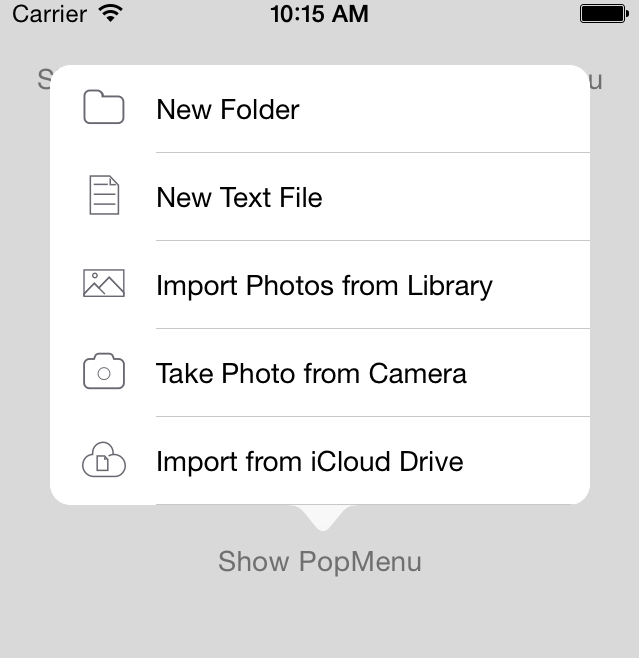 Carrier 10:15 AM
New Folder
New Text File
Import Photos from Library
Take Photo from Camera
Import from iCloud Drive
Show PopMenu